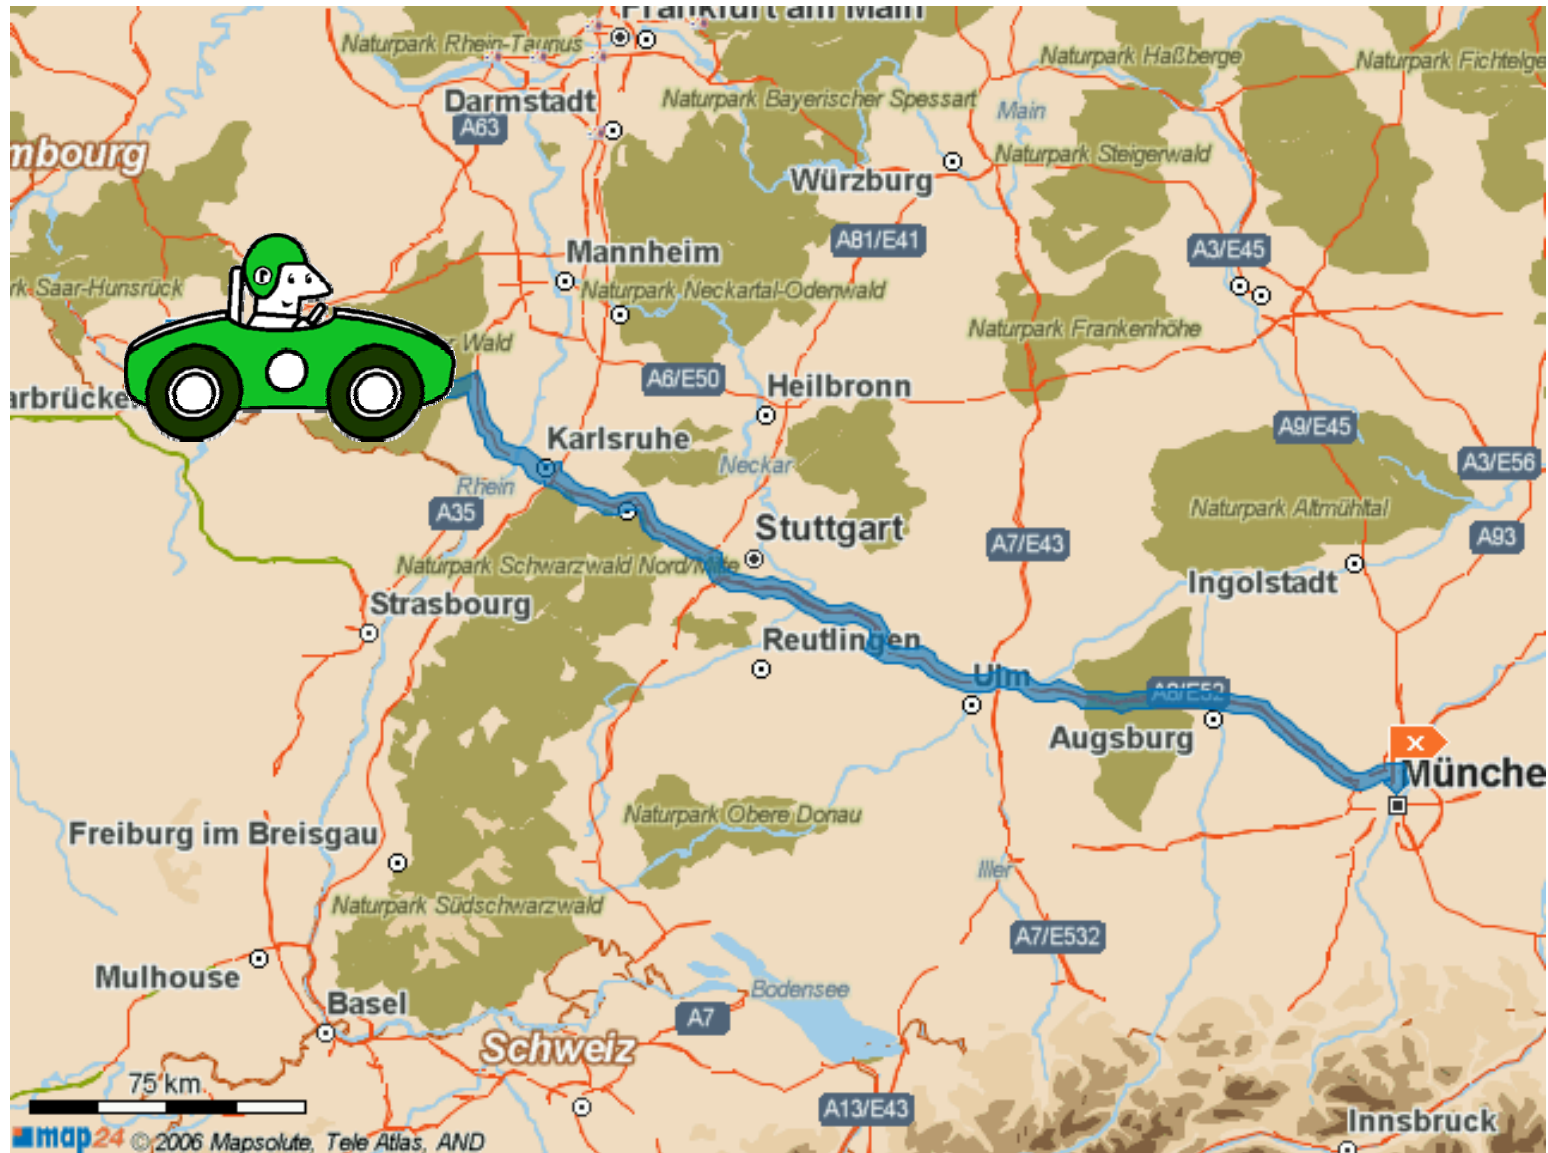 Frankfurt am Main
Naturpark Rhein-Taunus
Naturpark Haßberge
Naturpark Fichtelge
Darmstadt
Naturpark Bayerischer Spessart
Main
A63
mbourg
Naturpark Steigerwald
Würzburg
A81/E41
A3/E45
Mannheim
rk Saar-Hunsrück
Naturpark Neckartal-Odenwald
P
Naturpark Frankenhöhe
r Wald
A6/E50
Heilbronn
arbrücke
Karlsruhe
A9/E45
Neckar
A3/E56
Rhein
A35
Naturpark Altmühltal
Stuttgart
A7/E43
A93
Naturpark Schwarzwald Nord/Mitte
Ingolstadt
Strasbourg
Reutlingen
Ulm
A8/E52
Augsburg
x
Münche
Naturpark Obere Donau
Freiburg im Breisgau
Iller
Naturpark Südschwarzwald
A7/E532
Mulhouse
Bodensee
Basel
A7
Schweiz
75 km
A13/E43
Innsbruck
map24 © 2006 Mapsolute, Tele Atlas, AND